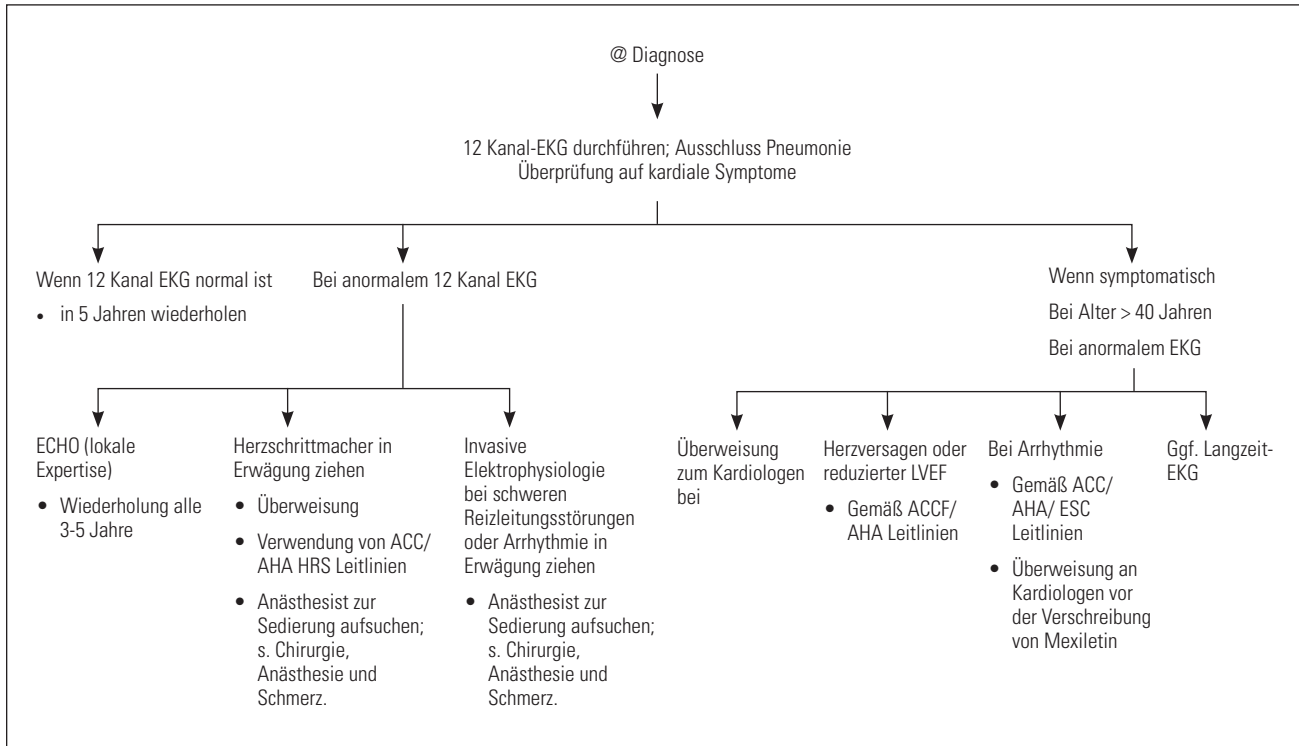 @ Diagnose
12 Kanal-EKG durchführen; Ausschluss Pneumonie
Überprüfung auf kardiale Symptome
Wenn 12 Kanal EKG normal ist
• in 5 Jahren wiederholen
Bei anormalem 12 Kanal EKG
Wenn symptomatisch
Bei Alter > 40 Jahren
Bei anormalem EKG
ECHO (lokale
Expertise)
• Wiederholung alle
3-5 Jahre
Herzschrittmacher in
Erwägung ziehen
• Überweisung
• Verwendung von ACC/
AHA HRS Leitlinien
• Anästhesist zur
Sedierung aufsuchen;
s. Chirurgie,
Anästhesie und
Schmerz.
Invasive
Elektrophysiologie
bei schweren
Reizleitungsstörungen
oder Arrhythmie in
Erwägung ziehen
• Anästhesist zur
Sedierung aufsuchen;
s. Chirurgie,
Anästhesie und
Schmerz.
Überweisung
zum Kardiologen
bei
Herzversagen oder
reduzierter LVEF
• Gemäß ACCF/
AHA Leitlinien
Bei Arrhythmie
• Gemäß ACC/
AHA/ ESC
Leitlinien
• Überweisung an
Kardiologen vor
der Verschreibung
von Mexiletin
Ggf. Langzeit-
EKG